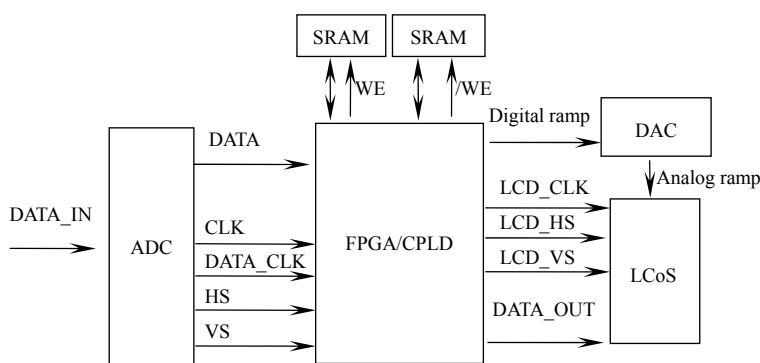 SRAM
SRAM
WE
/WE
Digital ramp
DAC
DATA
Analog ramp
LCD_CLK
DATA_IN
CLK
LCD_HS
ADC
FPGA/CPLD
DATA_CLK
LCD_VS
LCoS
HS
DATA_OUT
VS